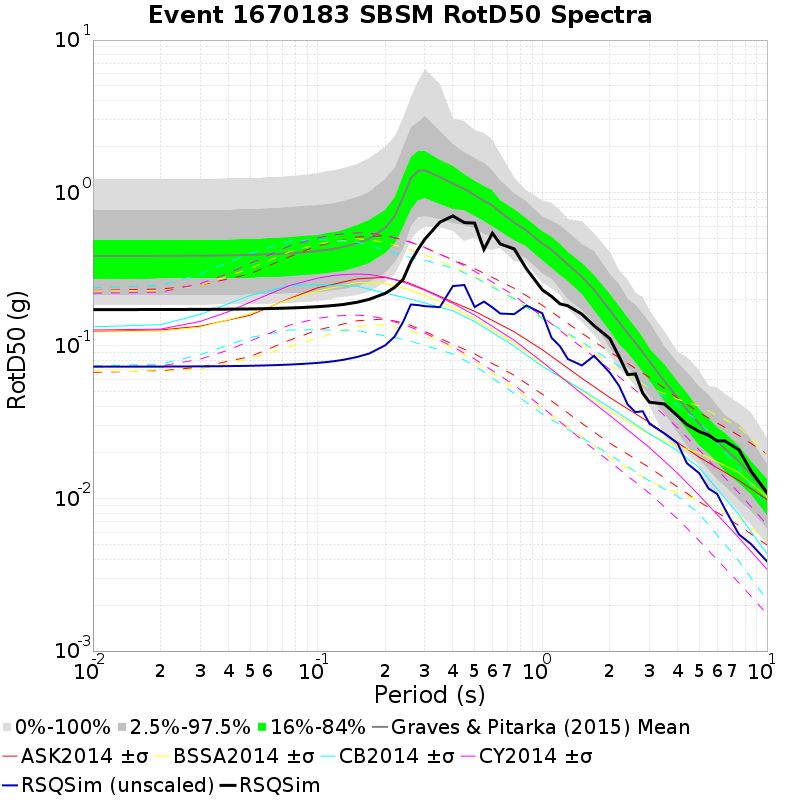 Event 1670183 SBSM RotD50 Spectra
10^1
10^0
10^-1
10^-2
10^-3
RotD50 (g)
10^-2 2 3 4 5 6 10^-1 2 3 4 5 6 7 10^0 2 3 4 5 6 7 10^1
Period (s)
0%-100% 2.5%-97.5% 16%-84% Graves & Pitarka (2015) Mean
ASK2014 ±σ BSSA2014 ±σ CB2014 ±σ CY2014 ±σ
RSQSim (unscaled) RSQSim